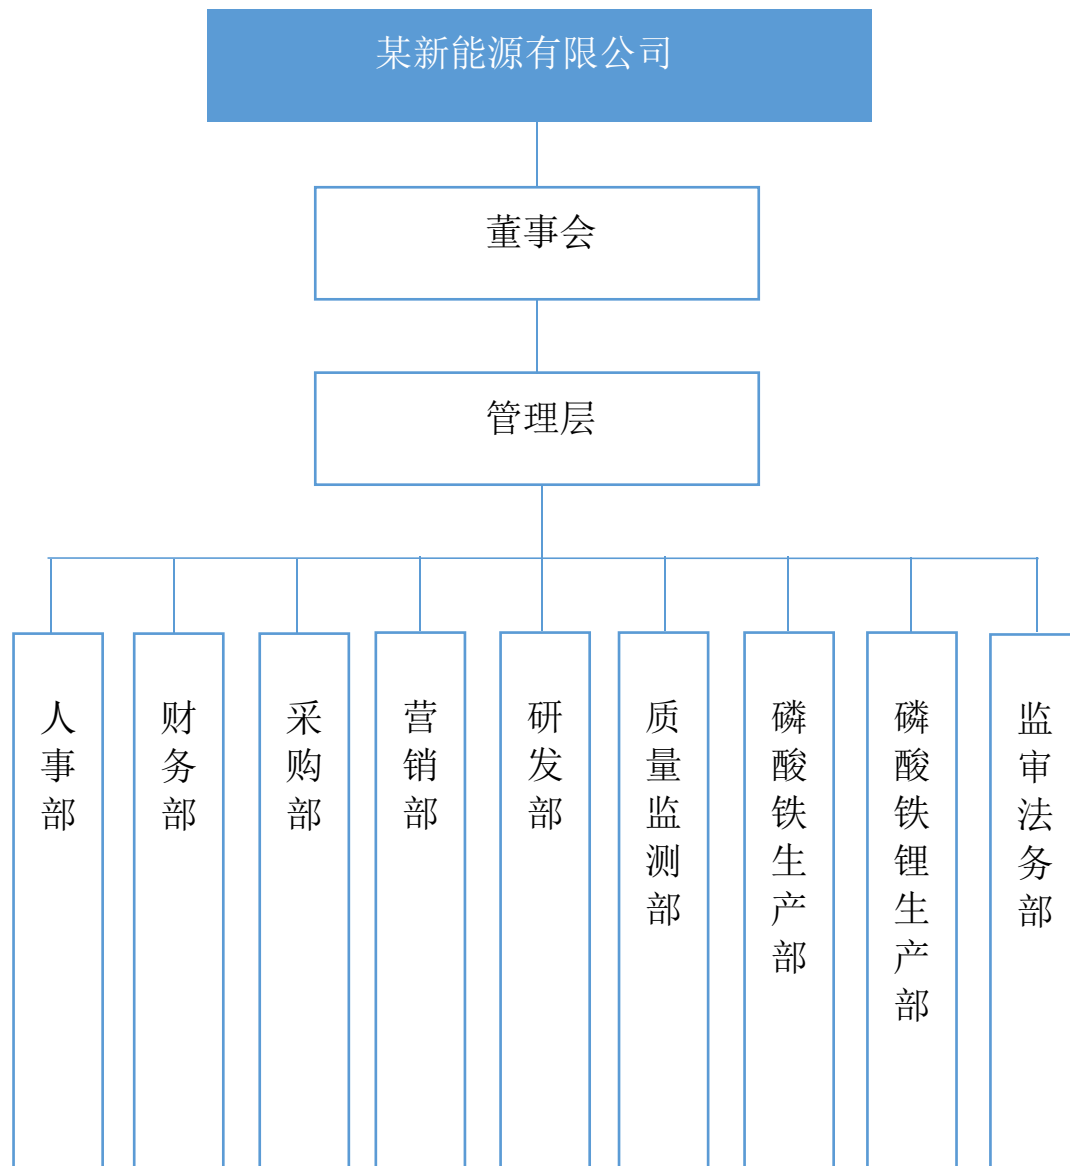 某新能源有限公司
董事会
管理层
人事部
财务部
采购部
营销部
研发部
质量监测部
磷酸铁生产部
磷酸铁锂生产部
监审法务部